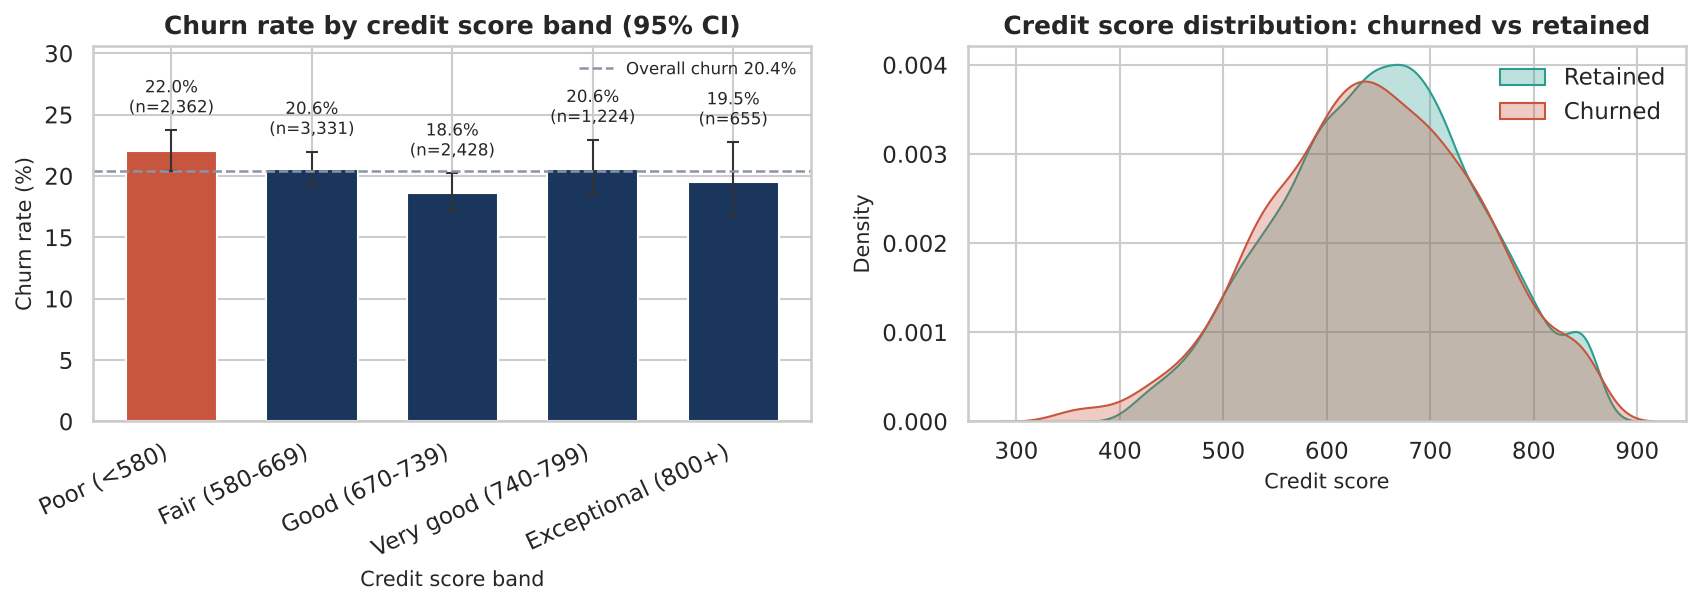 Churn rate by credit score band (95% CI)
30
25
20
15
10
5
0
Churn rate (%)
Overall churn 20.4%
22.0%
(n=2,362)
20.6%
(n=3,331)
18.6%
(n=2,428)
20.6%
(n=1,224)
19.5%
(n=655)
Poor (<580)
Fair (580-669)
Good (670-739)
Very good (740-799)
Exceptional (800+)
Credit score band
Credit score distribution: churned vs retained
0.004
0.003
0.002
0.001
0.000
Density
Retained
Churned
300 400 500 600 700 800 900
Credit score